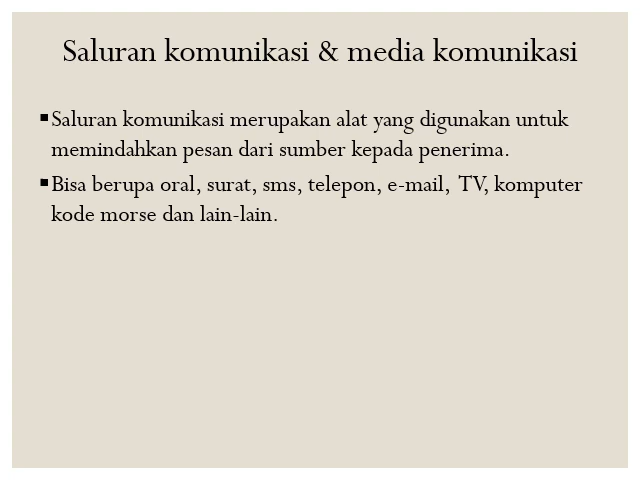 Saluran komunikasi & media komunikasi
▪Saluran komunikasi merupakan alat yang digunakan untuk
memindahkan pesan dari sumber kepada penerima.
▪Bisa berupa oral, surat, sms, telepon, e-mail, TV, komputer
kode morse dan lain-lain.